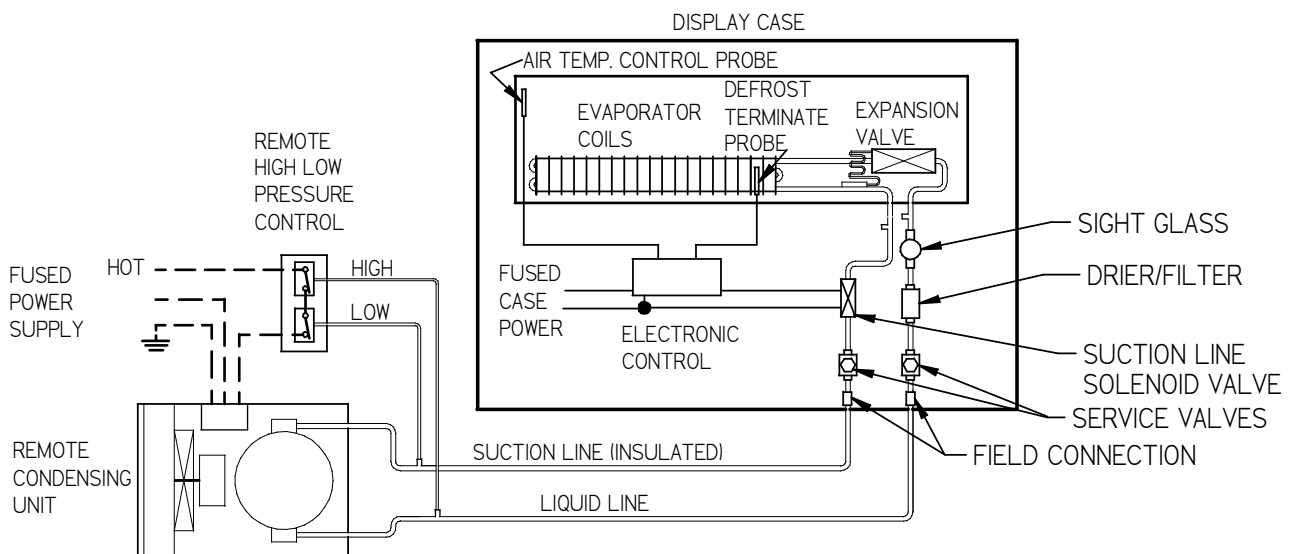 DISPLAY CASE
AIR TEMP. CONTROL PROBE
DEFROST
TERMINATE
PROBE
EVAPORATOR
COILS
EXPANSION
VALVE
REMOTE
HIGH LOW
PRESSURE
CONTROL
SIGHT GLASS
DRIER/FILTER
FUSED
POWER
SUPPLY
HOT
HIGH
LOW
FUSED
CASE
POWER
ELECTRONIC
CONTROL
SUCTION LINE
SOLENOID VALVE
SERVICE VALVES
FIELD CONNECTION
REMOTE
CONDENSING
UNIT
SUCTION LINE (INSULATED)
LIQUID LINE